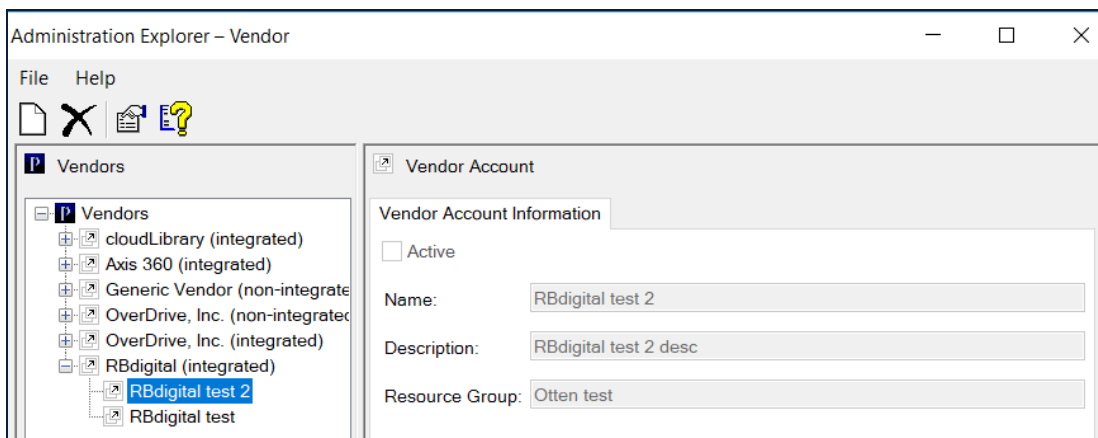 Administration Explorer – Vendor
File Help
Vendors
Vendors
cloudLibrary (integrated)
Axis 360 (integrated)
Generic Vendor (non-integrate
OverDrive, Inc. (non-integrated
OverDrive, Inc. (integrated)
RBdigital (integrated)
RBdigital test 2
RBdigital test
Vendor Account
Vendor Account Information
Active
Name: RBdigital test 2
Description: RBdigital test 2 desc
Resource Group: Otten test